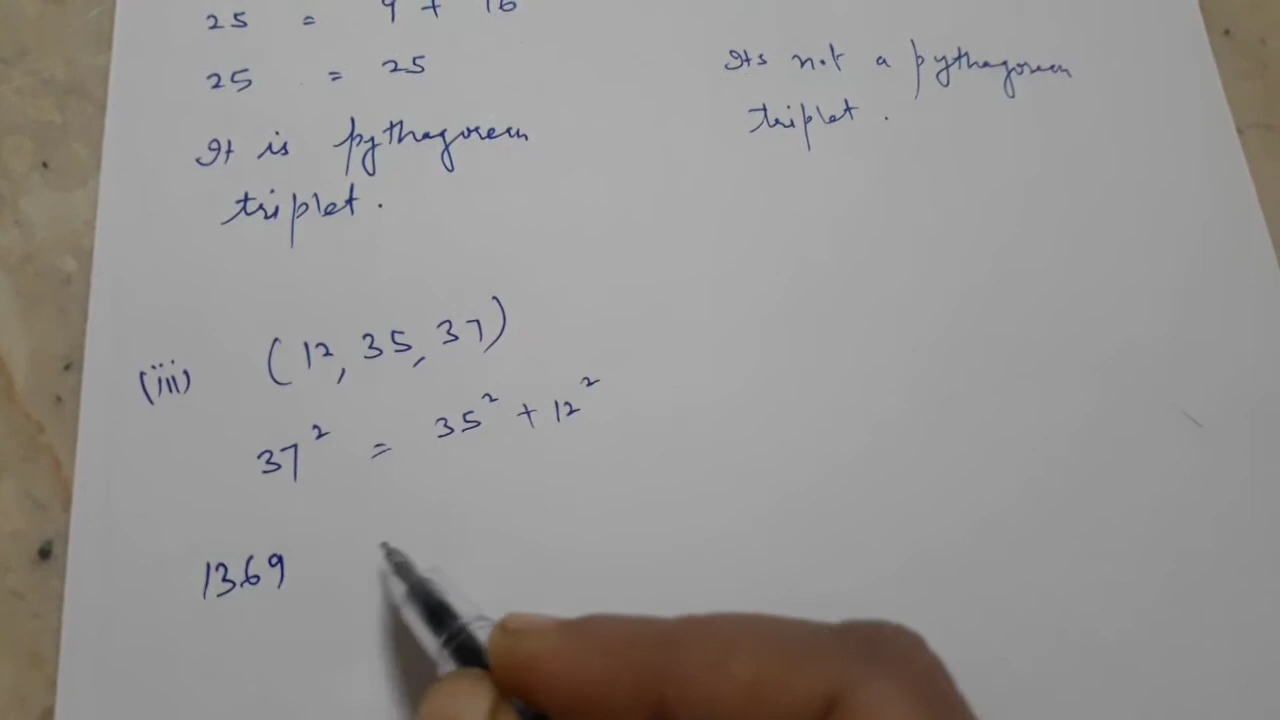 25 = 9 + 16
25 = 25
It is pythagorean
triplet.
Its not a pythagorean
triplet.
(iii) (12, 35, 37)
37² = 35² + 12²
1369